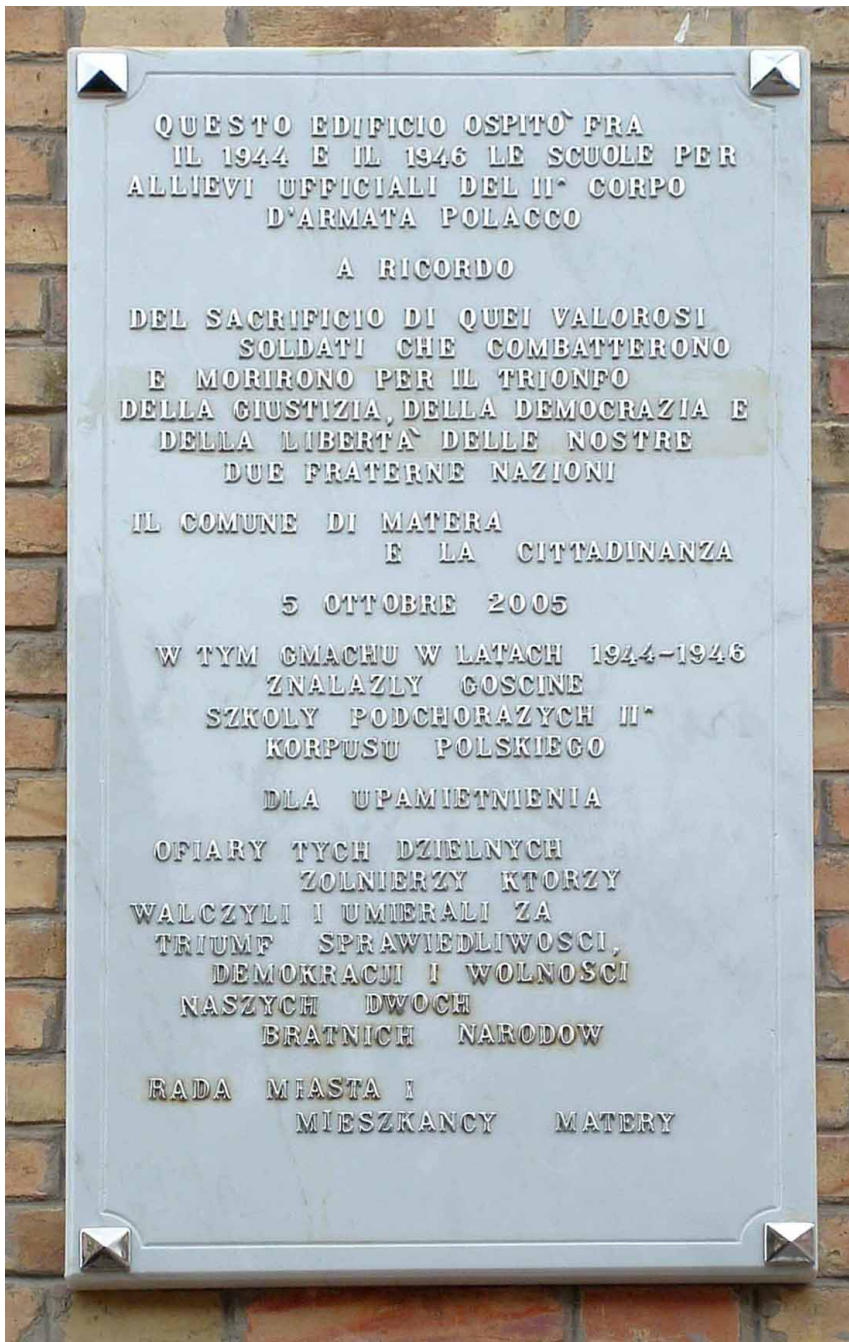 QUESTO EDIFICIO OSPITÒ FRA
IL 1944 E IL 1946 LE SCUOLE PER
ALLIEVI UFFICIALI DEL II^ CORPO
D'ARMATA POLACCO
A RICORDO
DEL SACRIFICIO DI QUEI VALOROSI
SOLDATI CHE COMBATTERONO
E MORIRONO PER IL TRIONFO
DELLA GIUSTIZIA, DELLA DEMOCRAZIA E
DELLA LIBERTÀ DELLE NOSTRE
DUE FRATERNE NAZIONI
IL COMUNE DI MATERA
E LA CITTADINANZA
5 OTTOBRE 2005
W TYM GMACHU W LATACH 1944-1946
ZNALAZLY GOSCINE
SZKOLY PODCHORAZYCH II^
KORPUSU POLSKIEGO
DLA UPAMIETNIENIA
OFIARY TYCH DZIELNYCH
ZOLNIERZY KTORZY
WALCZYLI I UMIERALI ZA
TRIUMF SPRAWIEDLIWOSCI,
DEMOKRACJI I WOLNOSCI
NASZYCH DWOCH
BRATNICH NARODOW
RADA MIASTA I
MIESZKANCY MATERY